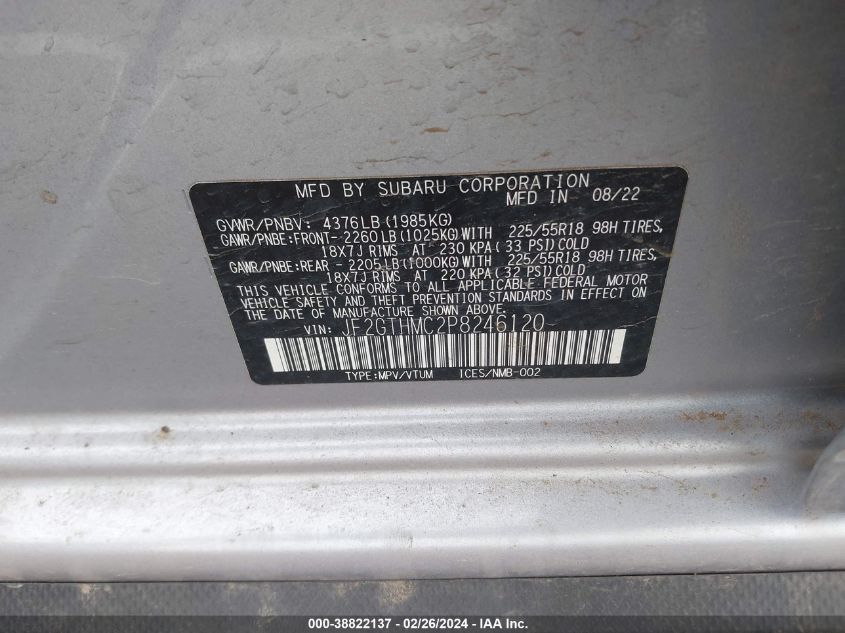 MFD BY SUBARU CORPORATION
MFD IN 08/22
GVWR/PNBV: 4376LB(1985KG)
GAWR/PNBE:FRONT- 2260LB(1025KG)WITH 225/55R18 98H TIRES,
18X7J RIMS AT 230 KPA(33 PSI)COLD
GAWR/PNBE:REAR - 2205LB(1000KG)WITH 225/55R18 98H TIRES,
18X7J RIMS AT 220 KPA(32 PSI)COLD
THIS VEHICLE CONFORMS TO ALL APPLICABLE FEDERAL MOTOR
VEHICLE SAFETY AND THEFT PREVENTION STANDARDS IN EFFECT ON
THE DATE OF MANUFACTURE SHOWN ABOVE.
VIN: JF2GTHMC2P8246120
TYPE:MPV/VTUM ICES/NMB-002
000-38822137 - 02/26/2024 - IAA Inc.